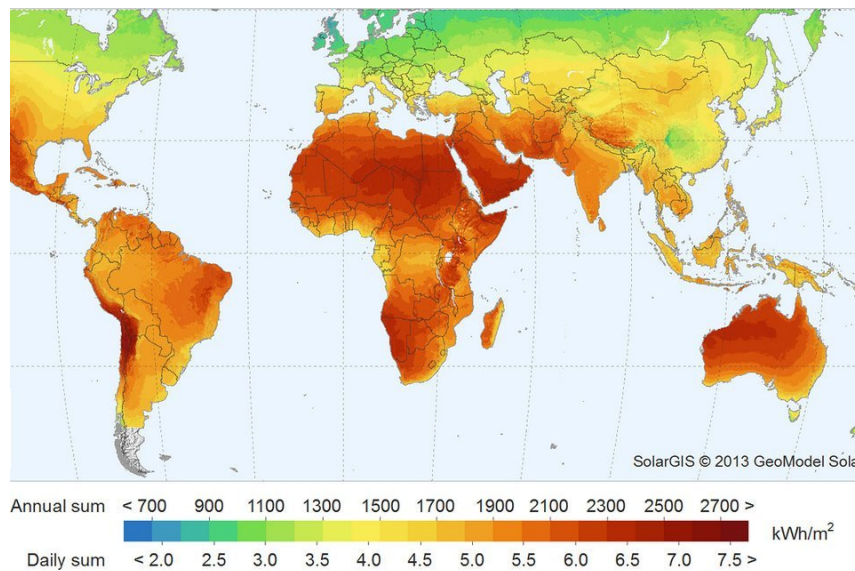 SolarGIS © 2013 GeoModel Sola
Annual sum < 700 900 1100 1300 1500 1700 1900 2100 2300 2500 2700 >
kWh/m²
Daily sum < 2.0 2.5 3.0 3.5 4.0 4.5 5.0 5.5 6.0 6.5 7.0 7.5 >